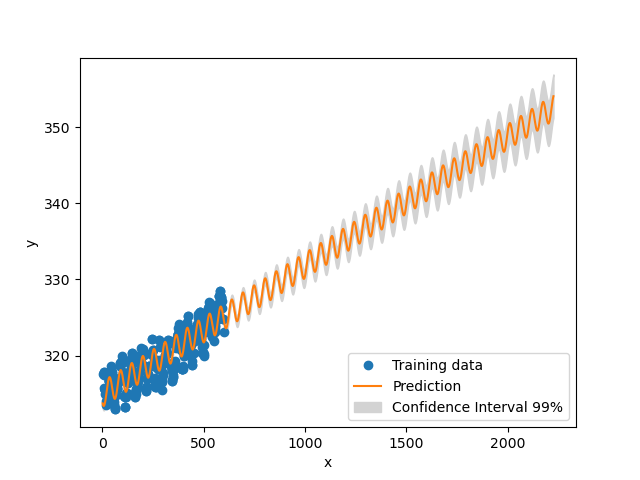 350
340
330
320
y
0
500
1000
1500
2000
x
Training data
Prediction
Confidence Interval 99%